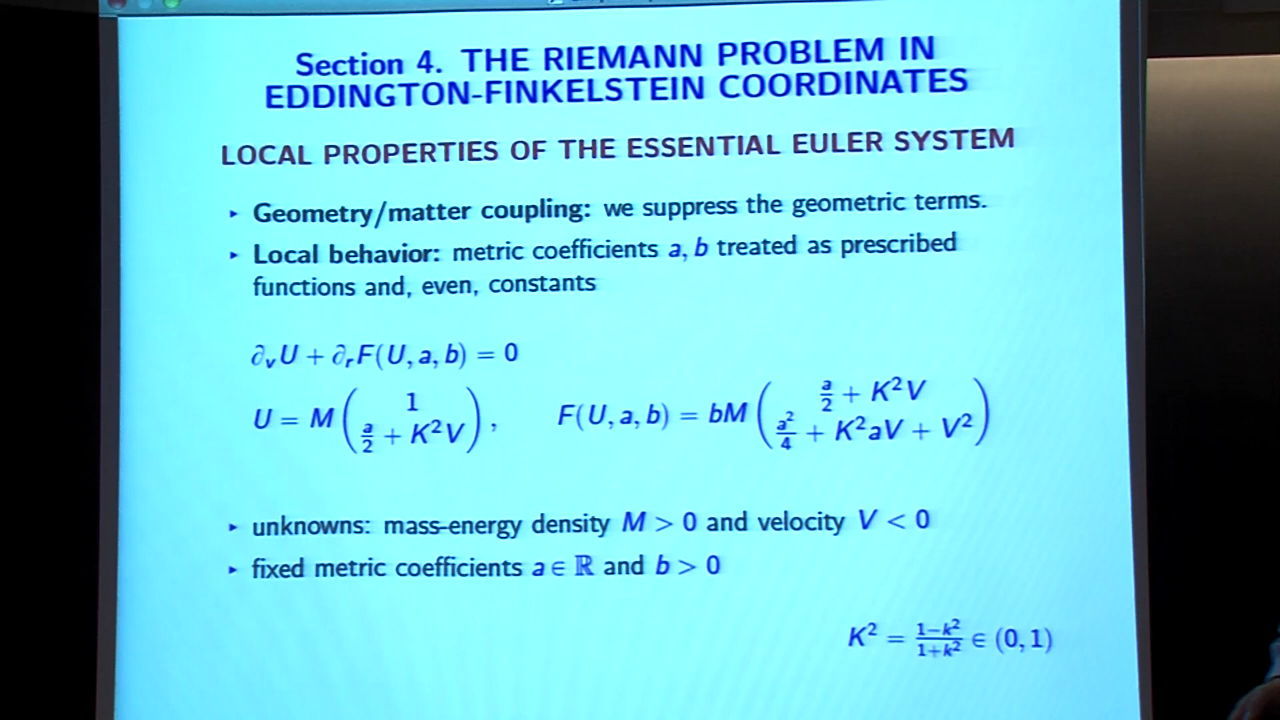 Section 4. THE RIEMANN PROBLEM IN
EDDINGTON-FINKELSTEIN COORDINATES
LOCAL PROPERTIES OF THE ESSENTIAL EULER SYSTEM
▸ Geometry/matter coupling: we suppress the geometric terms.
▸ Local behavior: metric coefficients a, b treated as prescribed
functions and, even, constants
∂ᵥU + ∂ᵣF(U, a, b) = 0
U = M ( 1 / a/2 + K²V ), F(U, a, b) = bM ( a/2 + K²V / a²/4 + K²aV + V² )
▸ unknowns: mass-energy density M > 0 and velocity V < 0
▸ fixed metric coefficients a ∈ ℝ and b > 0
K² = 1−k²/1+k² ∈ (0, 1)